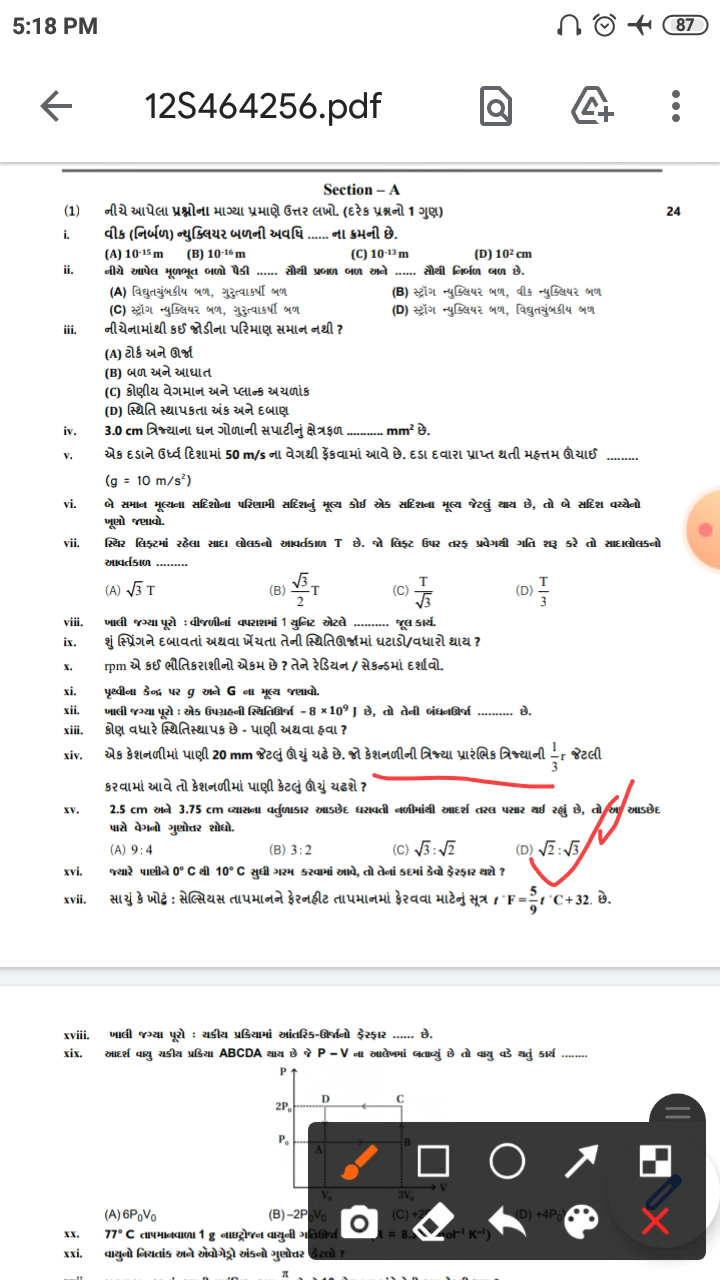 5:18 PM
87
12S464256.pdf
Section – A
(1) નીચે આપેલા પ્રશ્નોના માગ્યા પ્રમાણે ઉત્તર લખો. (દરેક પ્રશ્નનો 1 ગુણ) 24
i. વીક (નિર્બળ) ન્યુક્લિયર બળની અવધિ ...... ના ક્રમની છે.
(A) 10⁻¹⁵ m (B) 10⁻¹⁶ m (C) 10⁻¹³ m (D) 10² cm
ii. નીચે આપેલ મૂળભૂત બળો પૈકી ...... સૌથી પ્રબળ બળ અને ...... સૌથી નિર્બળ બળ છે.
(A) વિદ્યુતચુંબકીય બળ, ગુરુત્વાકર્ષી બળ (B) સ્ટ્રોંગ ન્યુક્લિયર બળ, વીક ન્યુક્લિયર બળ
(C) સ્ટ્રોંગ ન્યુક્લિયર બળ, ગુરુત્વાકર્ષી બળ (D) સ્ટ્રોંગ ન્યુક્લિયર બળ, વિદ્યુતચુંબકીય બળ
iii. નીચેનામાંથી કઈ જોડીના પરિમાણ સમાન નથી ?
(A) ટોર્ક અને ઊર્જા
(B) બળ અને આઘાત
(C) કોણીય વેગમાન અને પ્લાન્ક અચળાંક
(D) સ્થિતિ સ્થાપકતા અંક અને દબાણ
iv. 3.0 cm ત્રિજ્યાના ઘન ગોળાની સપાટીનું ક્ષેત્રફળ ........... mm² છે.
v. એક દડાને ઉર્ધ્વ દિશામાં 50 m/s ના વેગથી ફેંકવામાં આવે છે. દડા દવારા પ્રાપ્ત થતી મહત્તમ ઊંચાઈ .........
(g = 10 m/s²)
vi. બે સમાન મૂલ્યના સદિશોના પરિણામી સદિશનું મૂલ્ય કોઈ એક સદિશના મૂલ્ય જેટલું થાય છે, તો બે સદિશ વચ્ચેનો
ખૂણો જણાવો.
vii. સ્થિર લિફ્ટમાં રહેલા સાદા લોલકનો આવર્તકાળ T છે. જો લિફ્ટ ઉપર તરફ પ્રવેગથી ગતિ શરૂ કરે તો સાદાલોલકનો
આવર્તકાળ .........
(A) √3 T (B) √3/2 T (C) T/√3 (D) T/3
viii. ખાલી જગ્યા પૂરો : વીજળીનાં વપરાશમાં 1 યુનિટ એટલે .......... જૂલ કાર્ય.
ix. શું સ્પ્રિંગને દબાવતાં અથવા ખેંચતા તેની સ્થિતિઊર્જામાં ઘટાડો/વધારો થાય ?
x. rpm એ કઈ ભૌતિકરાશીનો એકમ છે ? તેને રેડિયન / સેકન્ડમાં દર્શાવો.
xi. પૃથ્વીના કેન્દ્ર પર g અને G ના મૂલ્ય જણાવો.
xii. ખાલી જગ્યા પૂરો : એક ઉપગ્રહની સ્થિતિઊર્જા – 8 ×10⁹ J છે, તો તેની બંધનઊર્જા .......... છે.
xiii. કોણ વધારે સ્થિતિસ્થાપક છે - પાણી અથવા હવા ?
xiv. એક કેશનળીમાં પાણી 20 mm જેટલું ઊંચું ચઢે છે. જો કેશનળીની ત્રિજ્યા પ્રારંભિક ત્રિજ્યાની 1/3 r જેટલી
કરવામાં આવે તો કેશનળીમાં પાણી કેટલું ઊંચું ચઢશે ?
xv. 2.5 cm અને 3.75 cm વ્યાસના વર્તુળાકાર આડછેદ ધરાવતી નળીમાંથી આદર્શ તરલ પસાર થઈ રહ્યું છે, તો આડછેદ
પાસે વેગનો ગુણોત્તર શોધો.
(A) 9 : 4 (B) 3 : 2 (C) √3 : √2 (D) √2 : √3
xvi. જ્યારે પાણીને 0° C થી 10° C સુધી ગરમ કરવામાં આવે, તો તેનાં કદમાં કેવો ફેરફાર થશે ?
xvii. સાચું કે ખોટું : સેલ્સિયસ તાપમાનને ફેરનહીટ તાપમાનમાં ફેરવવા માટેનું સૂત્ર t °F = 5/9 t °C + 32. છે.
xviii. ખાલી જગ્યા પૂરો : ચક્રીય પ્રક્રિયામાં આંતરિક-ઊર્જાનો ફેરફાર ...... છે.
xix. આદર્શ વાયુ ચક્રીય પ્રક્રિયા ABCDA થાય છે જે P – V ના આલેખમાં બતાવ્યું છે તો વાયુ વડે થતું કાર્ય ........
P
2P₀ D C
P₀ A B
V₀ 3V₀ V
(A) 6P₀V₀ (B) –2P₀V₀ (C) +2 (D) +4P₀
xx. 77° C તાપમાનવાળા 1 g નાઇટ્રોજન વાયુની = 8. mol⁻¹ K⁻¹)
xxi. વાયુનો નિયતાંક અને એવોગેડ્રો અંકનો ગુણોત્તર કેટલો ?